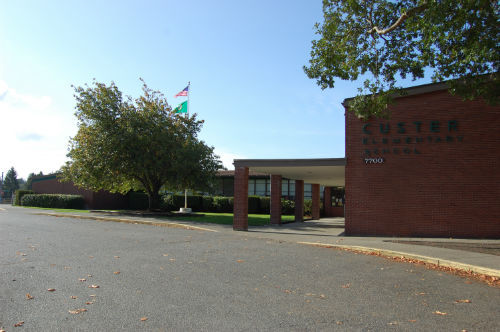 CUSTER
ELEMENTARY
SCHOOL
7700